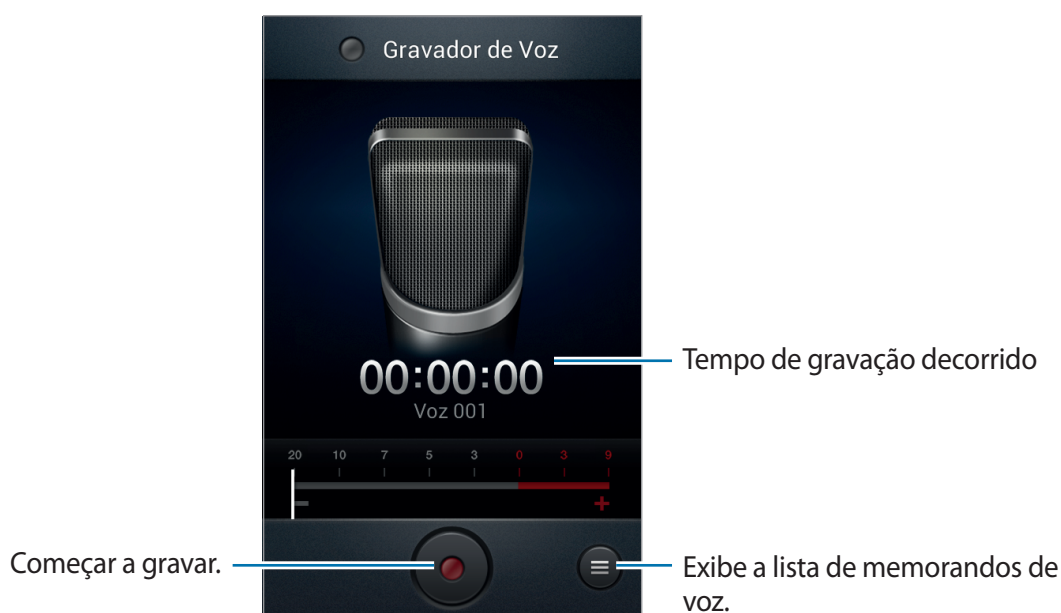 Gravador de Voz
Tempo de gravação decorrido
00:00:00
Voz 001
20 10 7 5 3 0 3 9
- +
Começar a gravar.
Exibe a lista de memorandos de
voz.